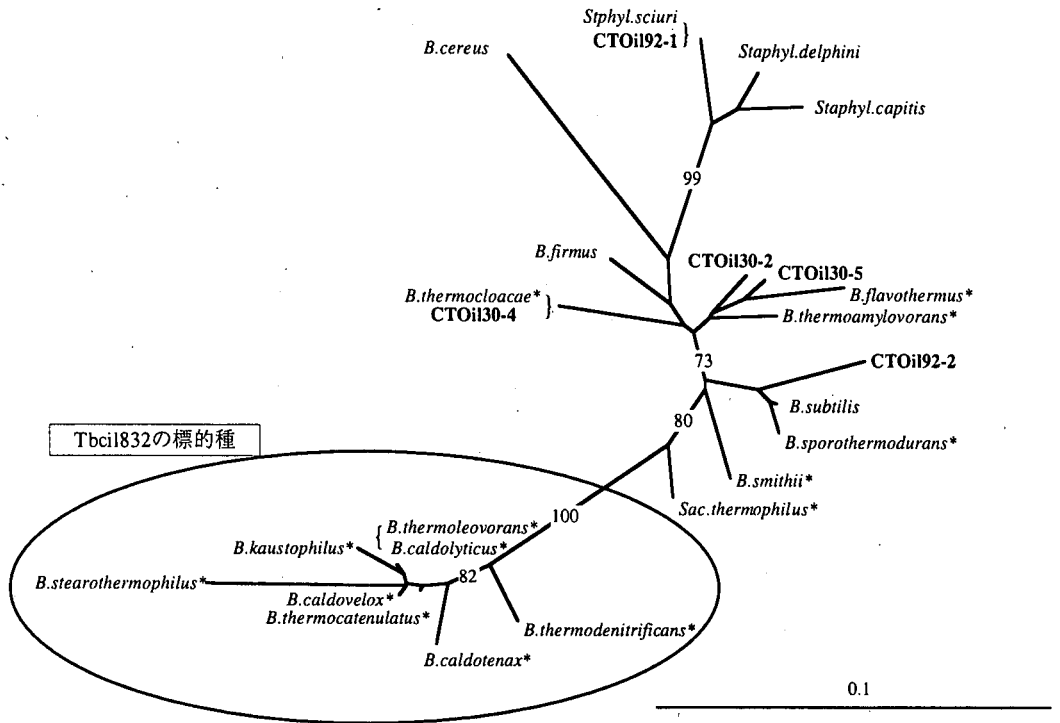 Stphyl.sciuri
CTOil92-1
B.cereus
Staphyl.delphini
Staphyl.capitis
99
B.firmus
CTOil30-2
CTOil30-5
B.thermocloacae*
CTOil30-4
B.flavothermus*
B.thermoamylovorans*
73
CTOil92-2
B.subtilis
80
Tbcil832の標的種
B.sporothermodurans*
B.smithii*
Sac.thermophilus*
100
B.thermoleovorans*
B.kaustophilus*
B.caldolyticus*
B.stearothermophilus*
82
B.caldovelox*
B.thermocatenulatus*
B.thermodenitrificans*
B.caldotenax*
0.1